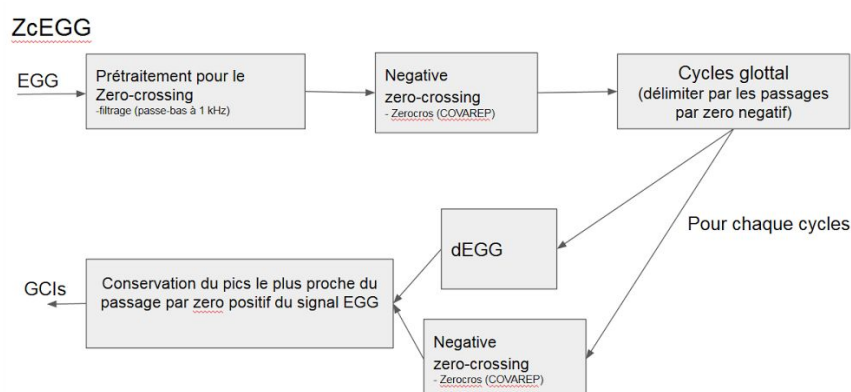 ZcEGG
EGG
Prétraitement pour le
Zero-crossing
-filtrage (passe-bas à 1 kHz)
Negative
zero-crossing
- Zerocros (COVAREP)
Cycles glottal
(délimiter par les passages
par zero negatif)
Pour chaque cycles
dEGG
Negative
zero-crossing
- Zerocros (COVAREP)
Conservation du pics le plus proche du
passage par zero positif du signal EGG
GCIs